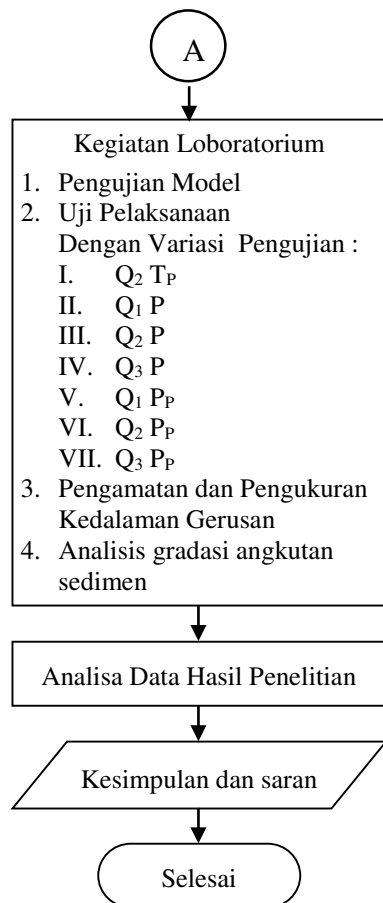 A
Kegiatan Loboratorium
1. Pengujian Model
2. Uji Pelaksanaan
Dengan Variasi Pengujian :
I. Q₂ Tₚ
II. Q₁ P
III. Q₂ P
IV. Q₃ P
V. Q₁ Pₚ
VI. Q₂ Pₚ
VII. Q₃ Pₚ
3. Pengamatan dan Pengukuran
Kedalaman Gerusan
4. Analisis gradasi angkutan
sedimen
Analisa Data Hasil Penelitian
Kesimpulan dan saran
Selesai